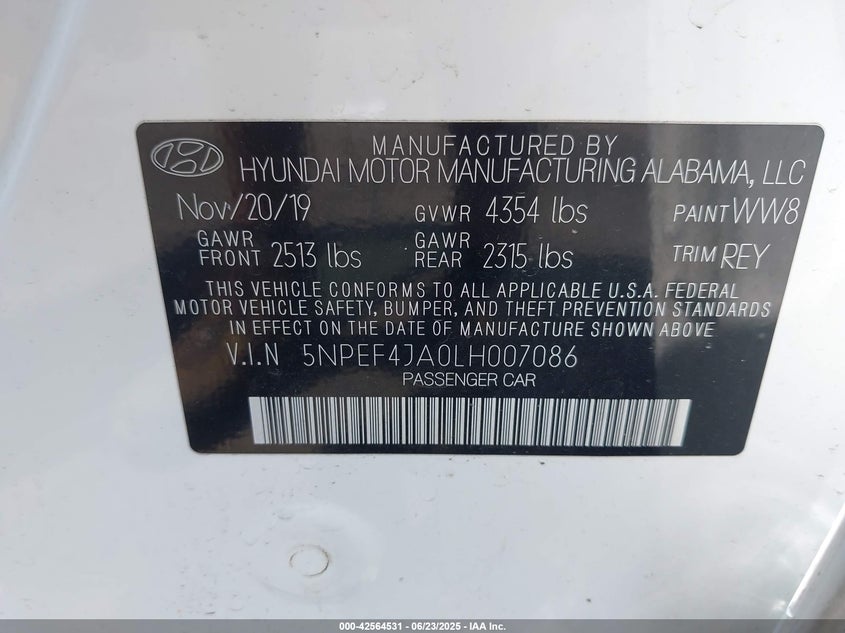 MANUFACTURED BY
HYUNDAI MOTOR MANUFACTURING ALABAMA, LLC
Nov/20/19 GVWR 4354 lbs PAINT WW8
GAWR FRONT 2513 lbs GAWR REAR 2315 lbs TRIM REY
THIS VEHICLE CONFORMS TO ALL APPLICABLE U.S.A. FEDERAL
MOTOR VEHICLE SAFETY, BUMPER, AND THEFT PREVENTION STANDARDS
IN EFFECT ON THE DATE OF MANUFACTURE SHOWN ABOVE
V.I.N 5NPEF4JA0LH007086
PASSENGER CAR
000-42564531 - 06/23/2025 - IAA Inc.